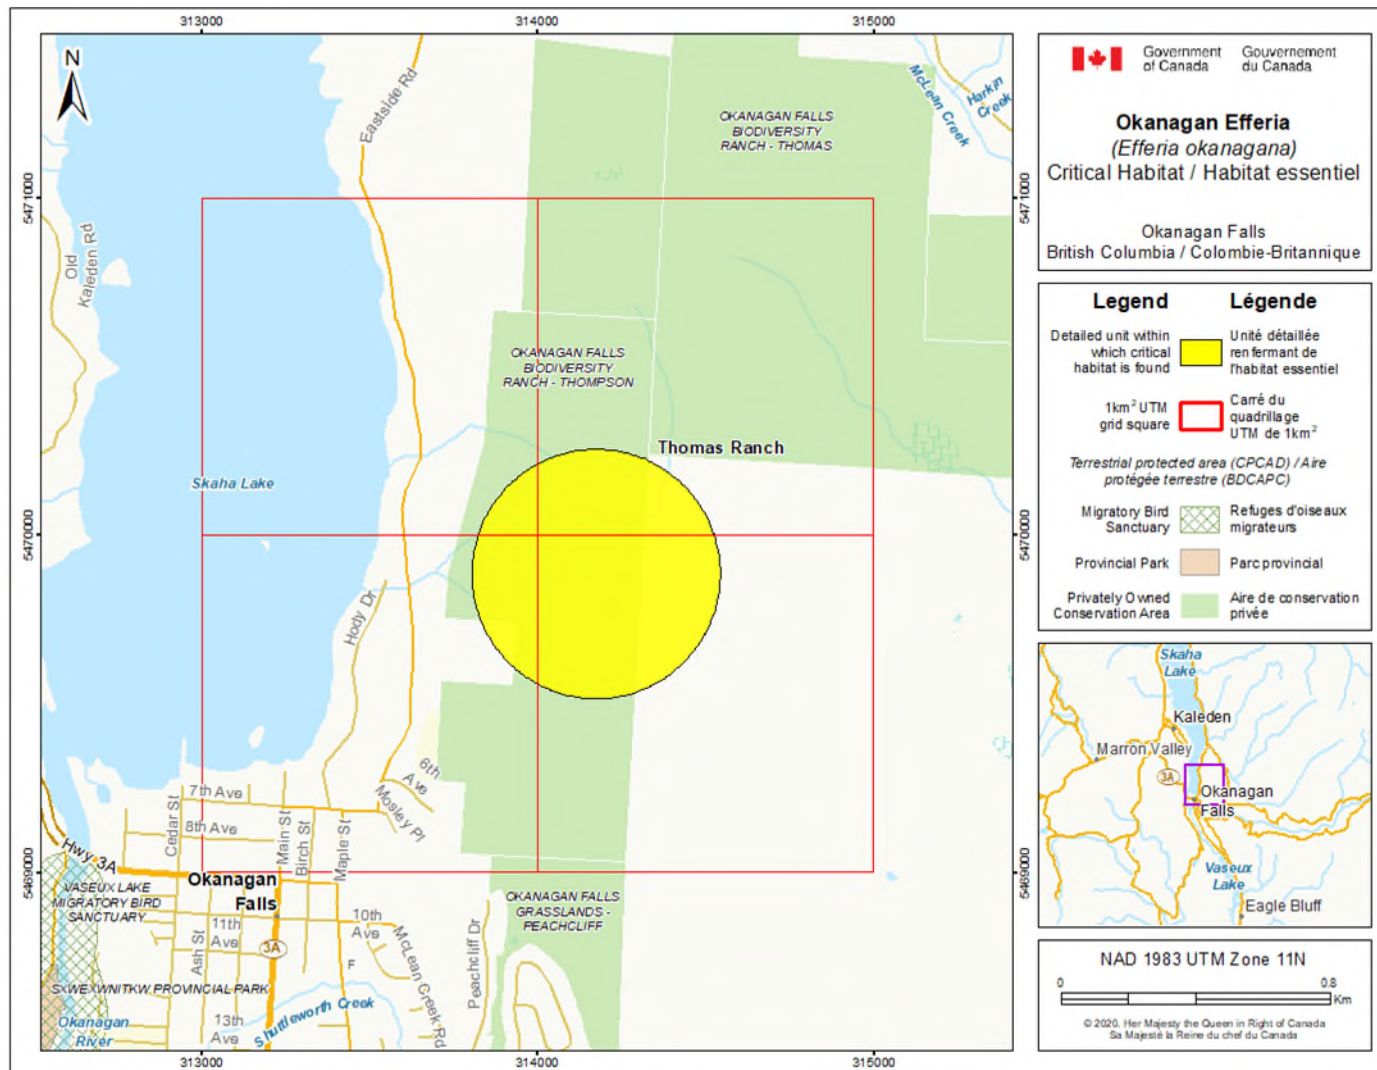 313000
314000
315000
N
Eastside Rd
McLean Creek
Harkin
Creek
OKANAGAN FALLS
BIODIVERSITY
RANCH - THOMAS
5471000
5471000
Old
Kaleden Rd
OKANAGAN FALLS
BIODIVERSITY
RANCH - THOMPSON
Thomas Ranch
Skaha Lake
5470000
5470000
Hody Dr
6th
Ave
Mosley Pl
7th Ave
8th Ave
Cedar St
Main St
Birch St
Maple St
Hwy 3A
5469000
5469000
Okanagan
Falls
VASEUX LAKE
MIGRATORY BIRD
SANCTUARY
OKANAGAN FALLS
GRASSLANDS -
PEACHCLIFF
10th
Ave
11th
Ave
Ash St
3A
F
McLean Creek Rd
Peachcliff Dr
SXWEXWNITKW PROVINCIAL PARK
Shuttleworth Creek
13th
Ave
Okanagan
River
313000
314000
315000
Government
of Canada
Gouvernement
du Canada
Okanagan Efferia
(Efferia okanagana)
Critical Habitat / Habitat essentiel
Okanagan Falls
British Columbia / Colombie-Britannique
Legend
Légende
Detailed unit within
which critical
habitat is found
Unité détaillée
renfermant de
l'habitat essentiel
1km² UTM
grid square
Carré du
quadrillage
UTM de 1km²
Terrestrial protected area (CPCAD) / Aire
protégée terrestre (BDCAPC)
Migratory Bird
Sanctuary
Refuges d'oiseaux
migrateurs
Provincial Park
Parc provincial
Privately Owned
Conservation Area
Aire de conservation
privée
Skaha
Lake
Kaleden
Marron Valley
3A
Okanagan
Falls
Vaseux
Lake
Eagle Bluff
NAD 1983 UTM Zone 11N
0
0.8
Km
© 2020. Her Majesty the Queen in Right of Canada
Sa Majesté la Reine du chef du Canada